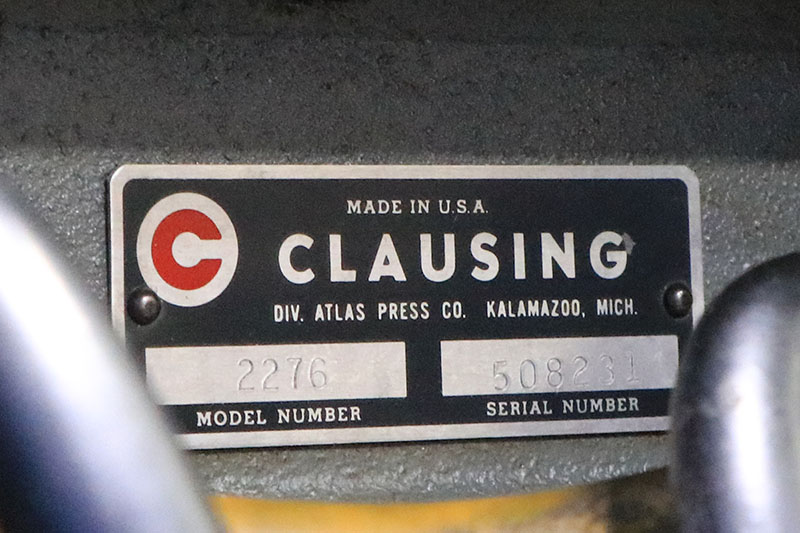 MADE IN U.S.A.
C CLAUSING
DIV. ATLAS PRESS CO. KALAMAZOO, MICH.
2276 508231
MODEL NUMBER SERIAL NUMBER